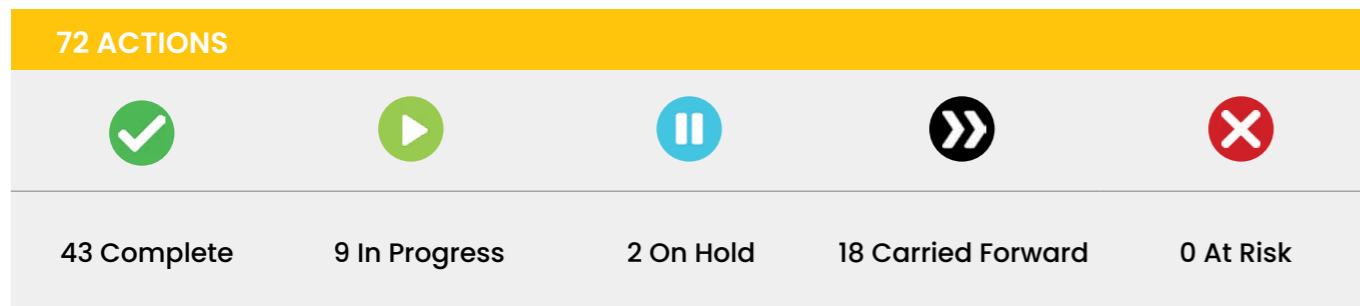 72 ACTIONS
43 Complete
9 In Progress
2 On Hold
18 Carried Forward
0 At Risk